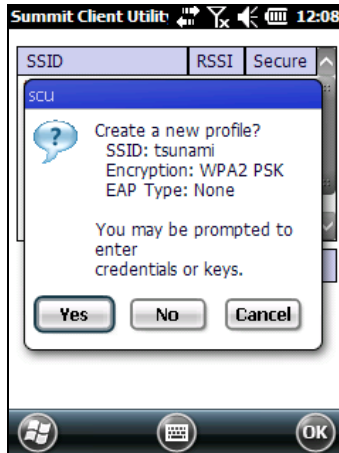 Summit Client Utilit 12:08
SSID RSSI Secure
scu
Create a new profile?
SSID: tsunami
Encryption: WPA2 PSK
EAP Type: None
You may be prompted to
enter
credentials or keys.
Yes No Cancel
OK